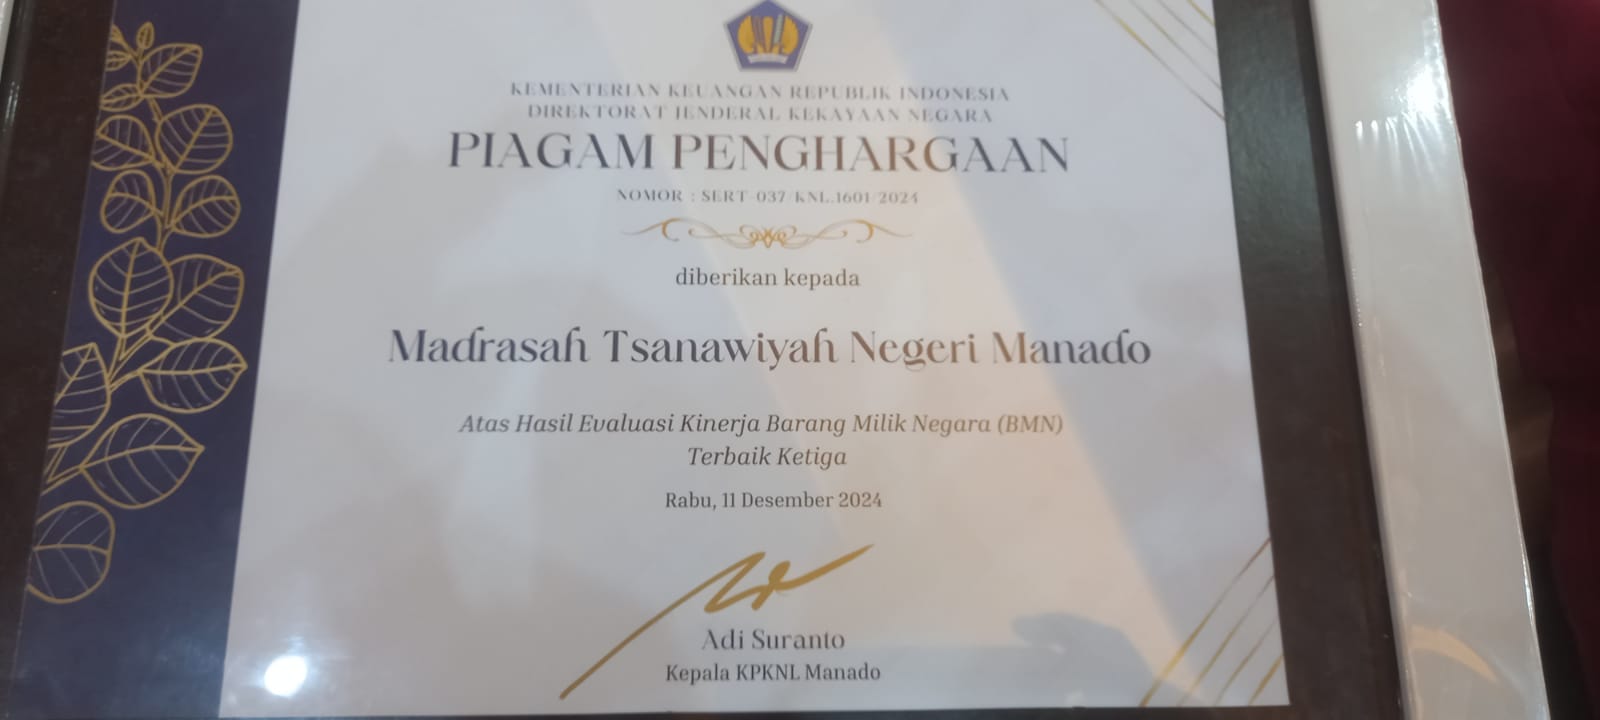 KEMENTERIAN KEUANGAN REPUBLIK INDONESIA
DIREKTORAT JENDERAL KEKAYAAN NEGARA
PIAGAM PENGHARGAAN
NOMOR : SERT-037/KNL.1601/2024
diberikan kepada
Madrasah Tsanawiyah Negeri Manado
Atas Hasil Evaluasi Kinerja Barang Milik Negara (BMN)
Terbaik Ketiga
Rabu, 11 Desember 2024
Adi Suranto
Kepala KPKNL Manado